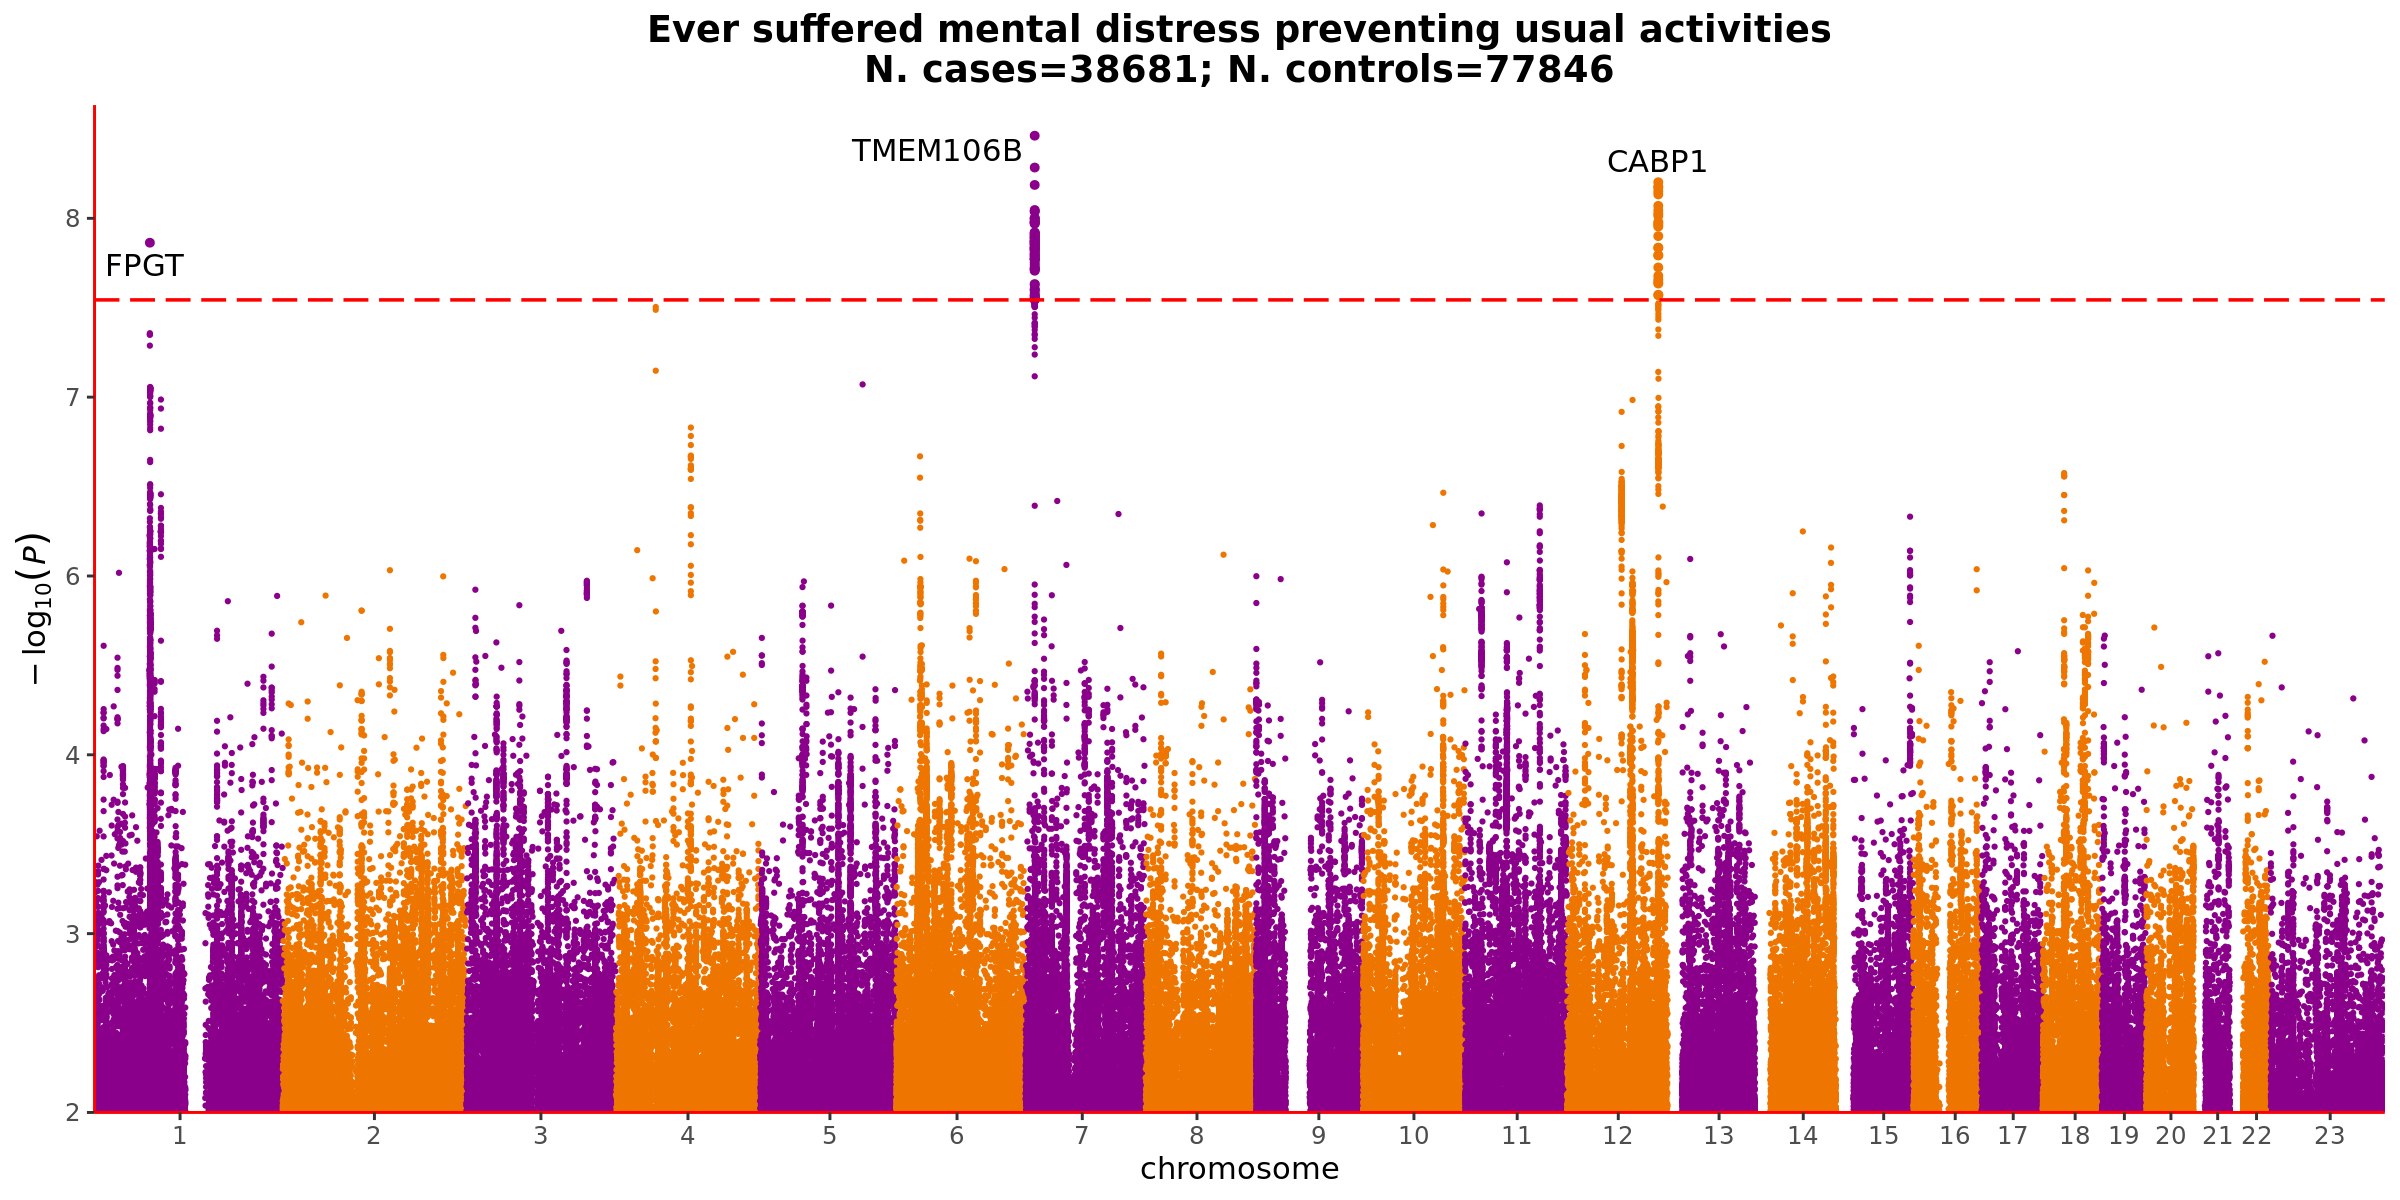 Ever suffered mental distress preventing usual activities
N. cases=38681; N. controls=77846
TMEM106B
CABP1
FPGT
8
7
6
5
4
3
2
−log10(P)
1 2 3 4 5 6 7 8 9 10 11 12 13 14 15 16 17 18 19 20 21 22 23
chromosome